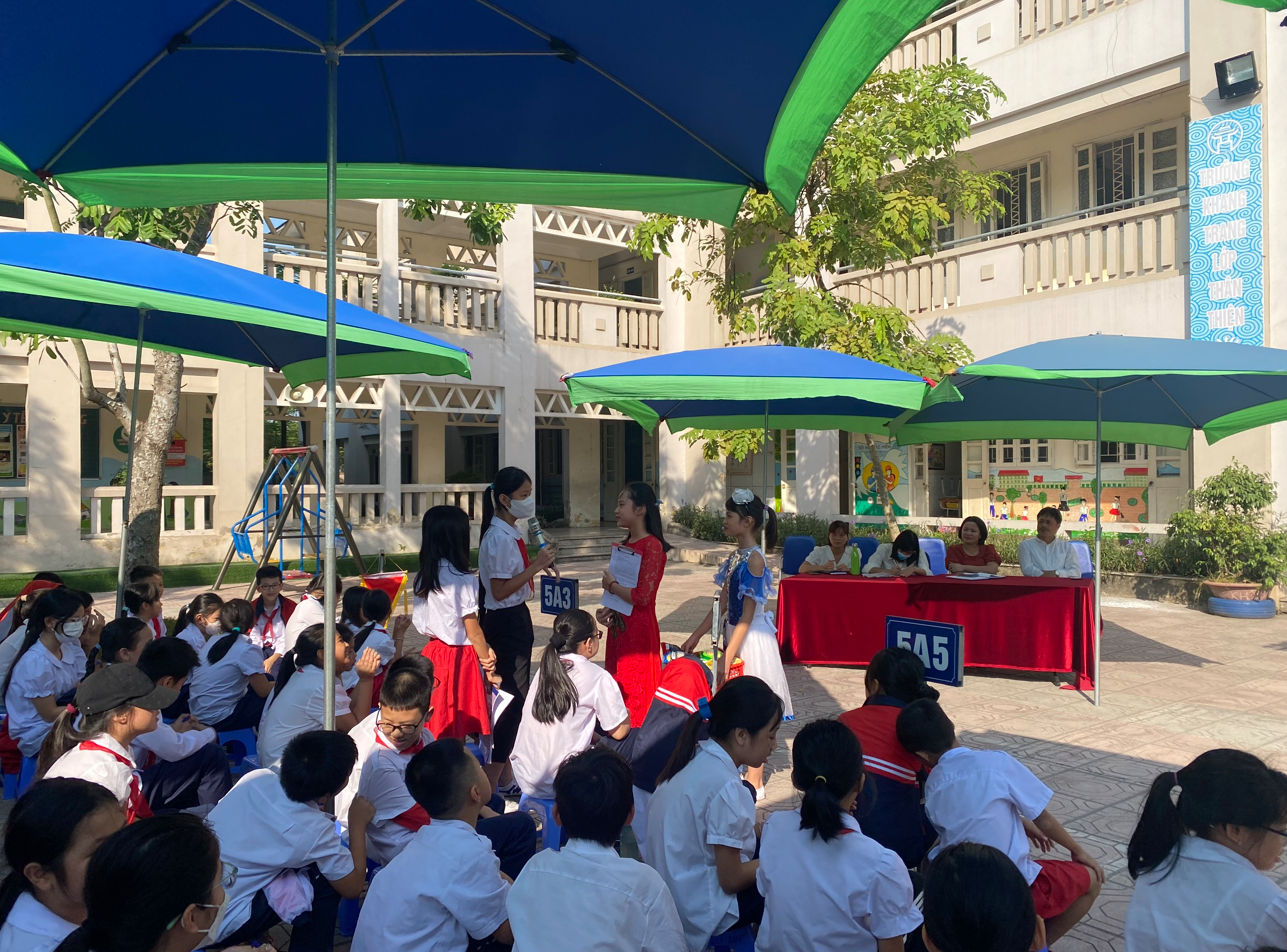 TRƯỜNG
KHANG
TRANG
LỚP
THÂN
THIỆN
5A3
5A5